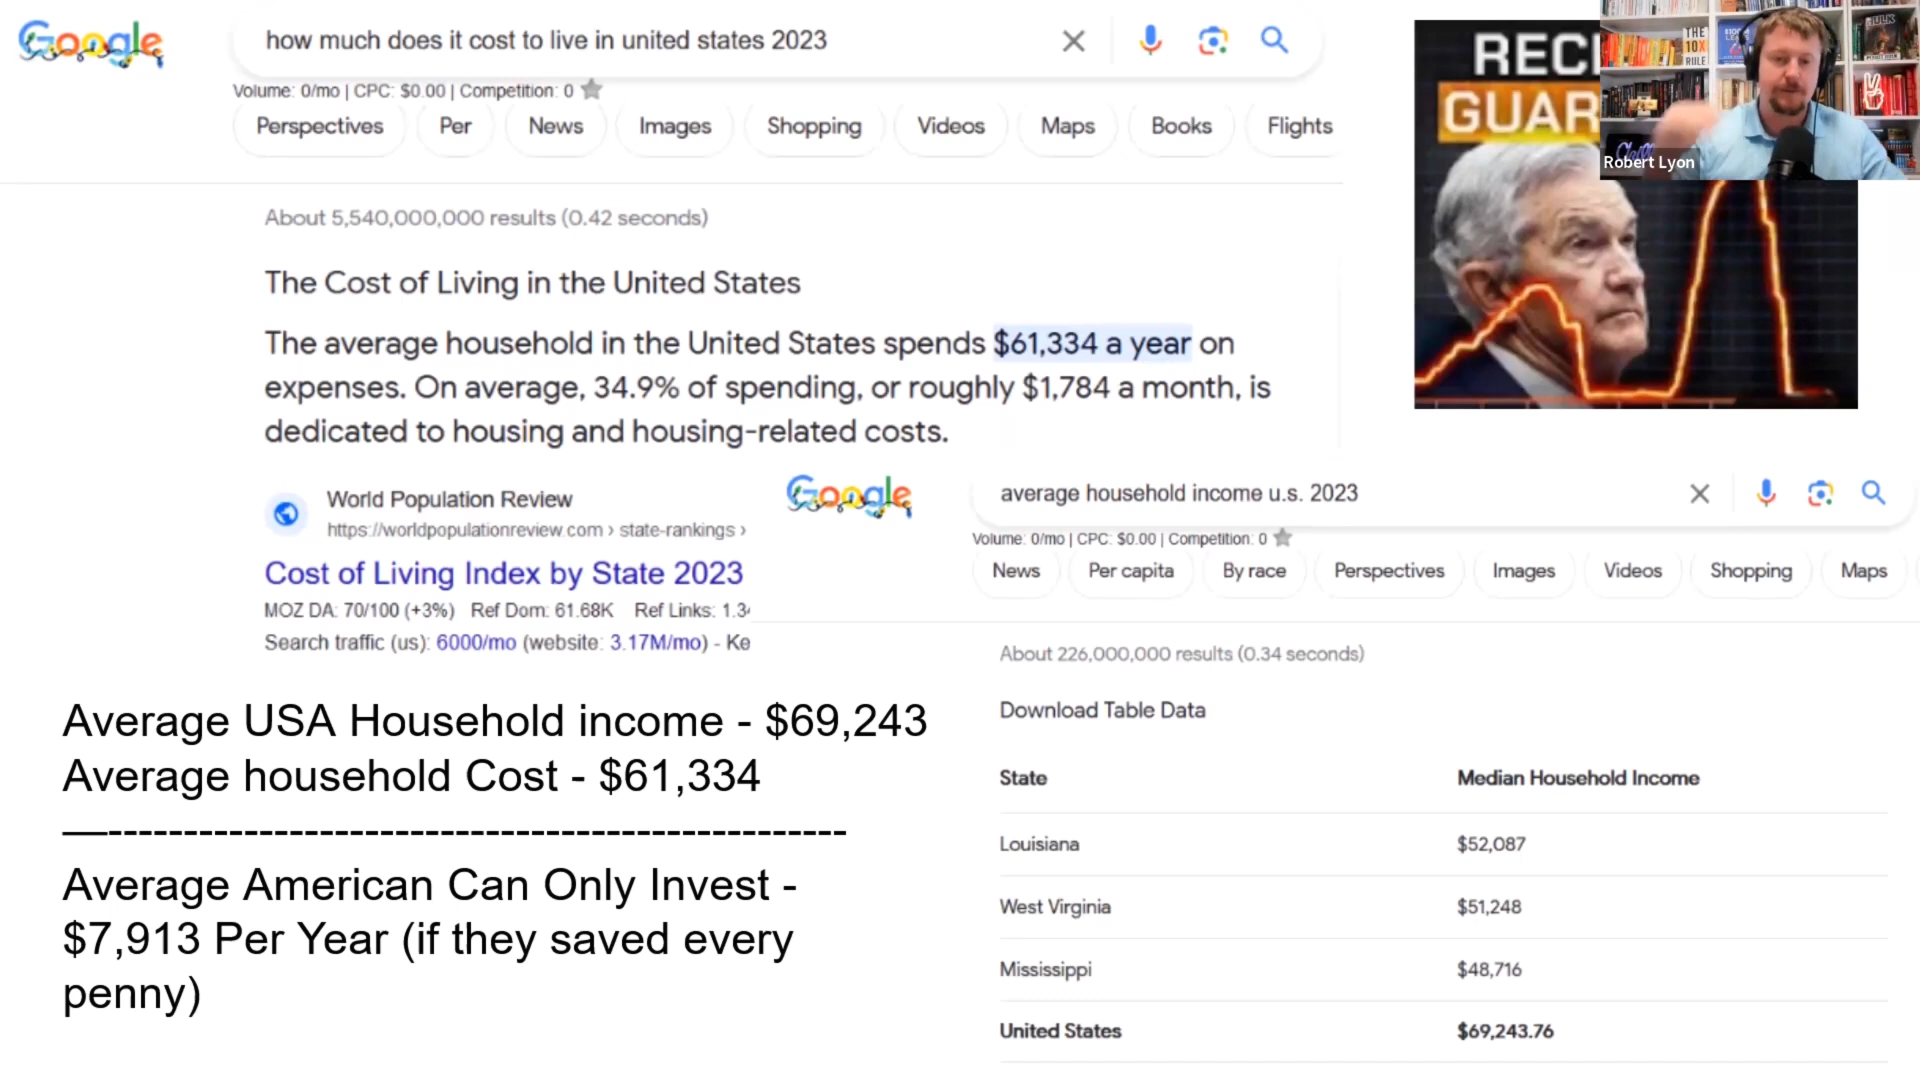 Google
how much does it cost to live in united states 2023
Volume: 0/mo | CPC: $0.00 | Competition: 0
Perspectives Per News Images Shopping Videos Maps Books Flights
About 5,540,000,000 results (0.42 seconds)
The Cost of Living in the United States
The average household in the United States spends $61,334 a year on
expenses. On average, 34.9% of spending, or roughly $1,784 a month, is
dedicated to housing and housing-related costs.
World Population Review
https://worldpopulationreview.com › state-rankings ›
Cost of Living Index by State 2023
MOZ DA: 70/100 (+3%) Ref Dom: 61.68K Ref Links: 1.34
Search traffic (us): 6000/mo (website: 3.17M/mo) - Ke
RECI
GUAR
THE
10X
RULE
HULK
Robert Lyon
Google
average household income u.s. 2023
Volume: 0/mo | CPC: $0.00 | Competition: 0
News Per capita By race Perspectives Images Videos Shopping Maps
About 226,000,000 results (0.34 seconds)
Download Table Data
State Median Household Income
Louisiana $52,087
West Virginia $51,248
Mississippi $48,716
United States $69,243.76
Average USA Household income - $69,243
Average household Cost - $61,334
—-------------------------------------------------
Average American Can Only Invest -
$7,913 Per Year (if they saved every
penny)